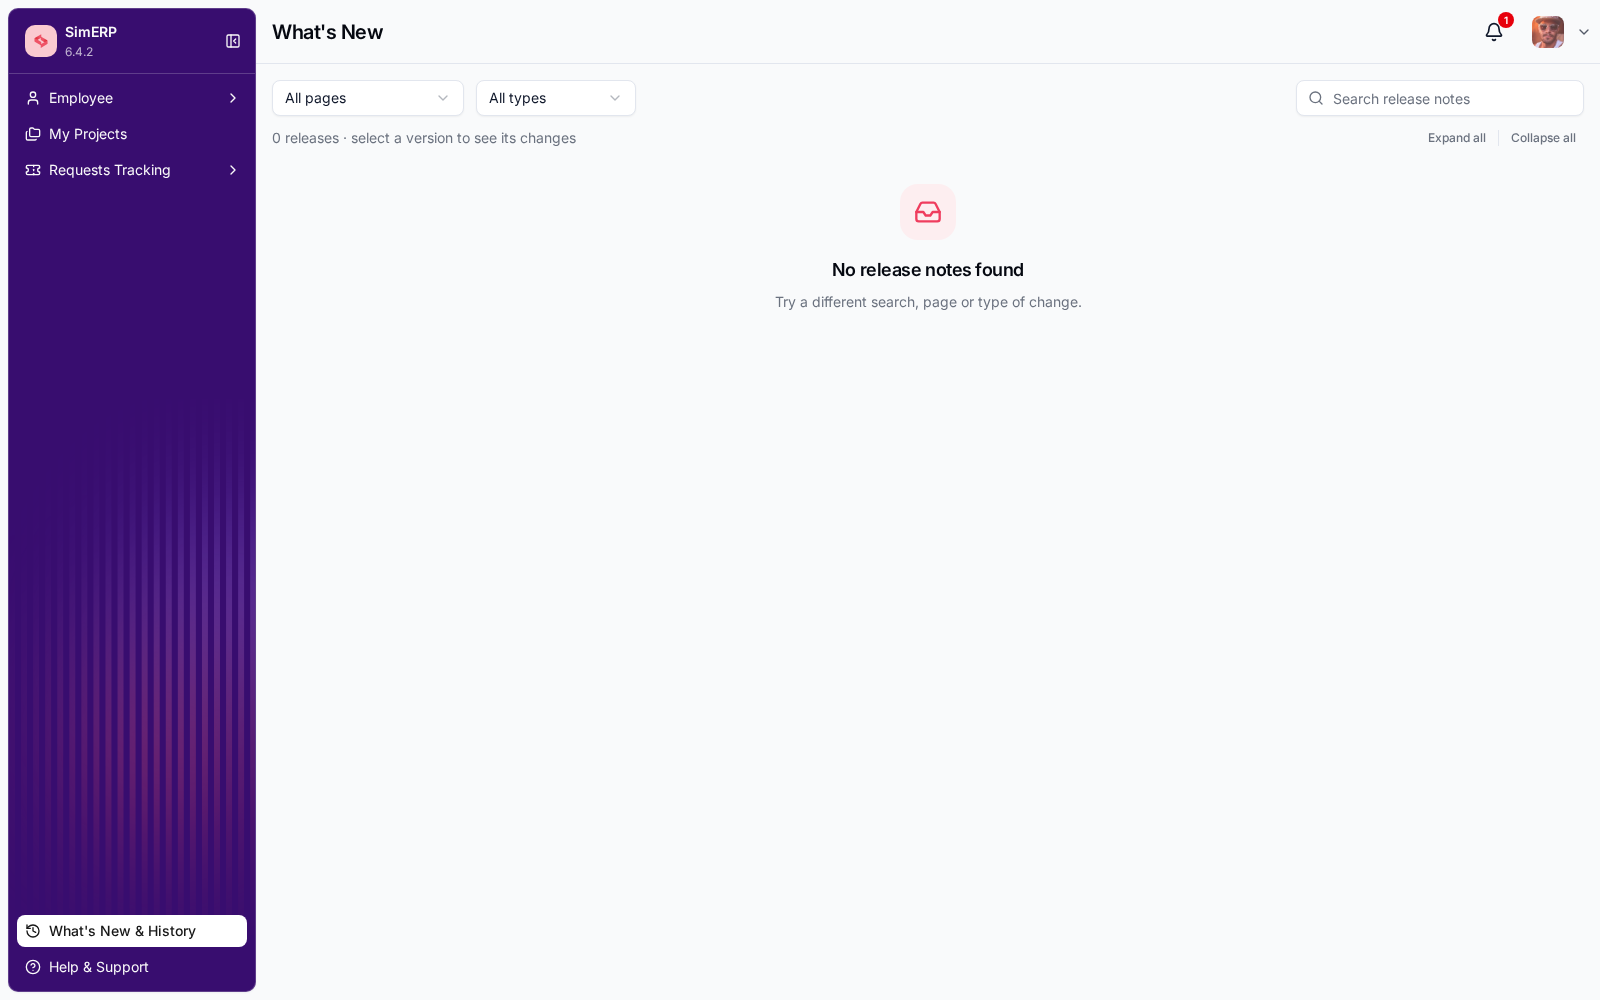 SimERP
6.4.2
Employee
My Projects
Requests Tracking
What's New & History
Help & Support
What's New
1
All pages
All types
Search release notes
0 releases · select a version to see its changes
Expand all
Collapse all
No release notes found
Try a different search, page or type of change.